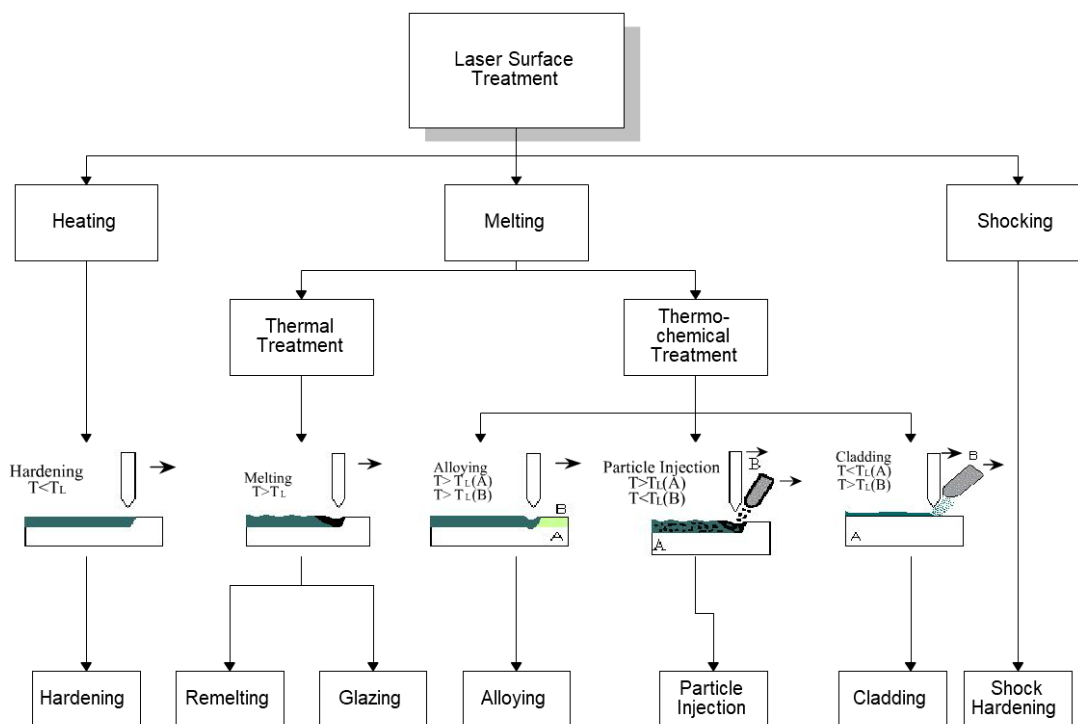 Laser Surface
Treatment
Heating
Melting
Shocking
Thermal
Treatment
Thermo-
chemical
Treatment
Hardening
T<TL
Melting
T>TL
Alloying
T>TL(A)
T>TL(B)
B
A
Particle Injection
T>TL(A)
T<TL(B)
B
A
Cladding
T<TL(A)
T>TL(B)
B
A
Hardening
Remelting
Glazing
Alloying
Particle
Injection
Cladding
Shock
Hardening